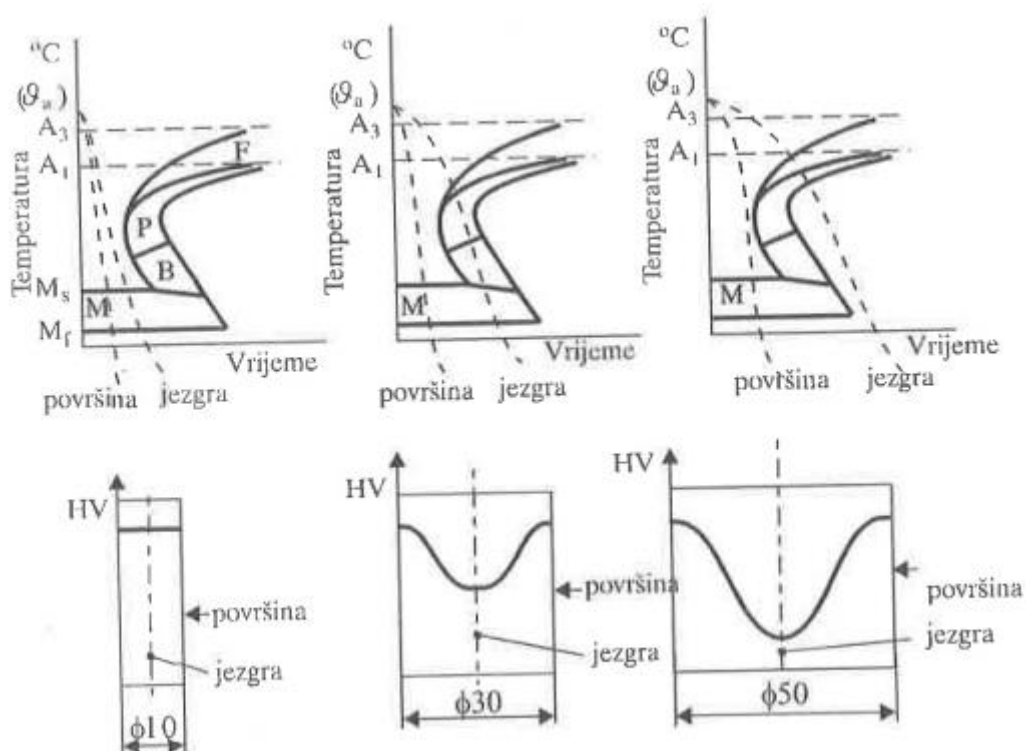 °C
(ϑa)
A3
A1
Temperatura
Ms
Mf
F
P
B
M
Vrijeme
površina
jezgra
°C
(ϑa)
A3
A1
Temperatura
M
Vrijeme
površina
jezgra
°C
(ϑa)
A3
A1
Temperatura
M
Vrijeme
površina
jezgra
HV
površina
jezgra
ϕ10
HV
površina
jezgra
ϕ30
HV
površina
jezgra
ϕ50